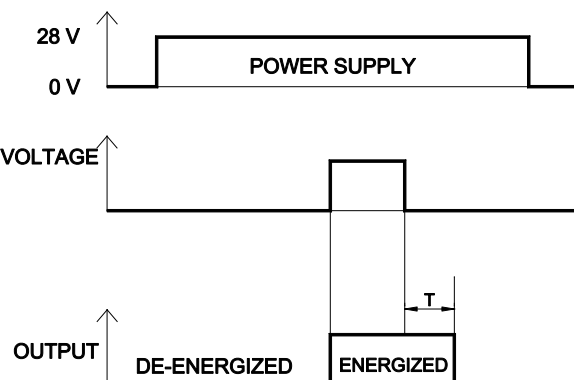 28 V
POWER SUPPLY
0 V
VOLTAGE
T
OUTPUT
DE-ENERGIZED
ENERGIZED